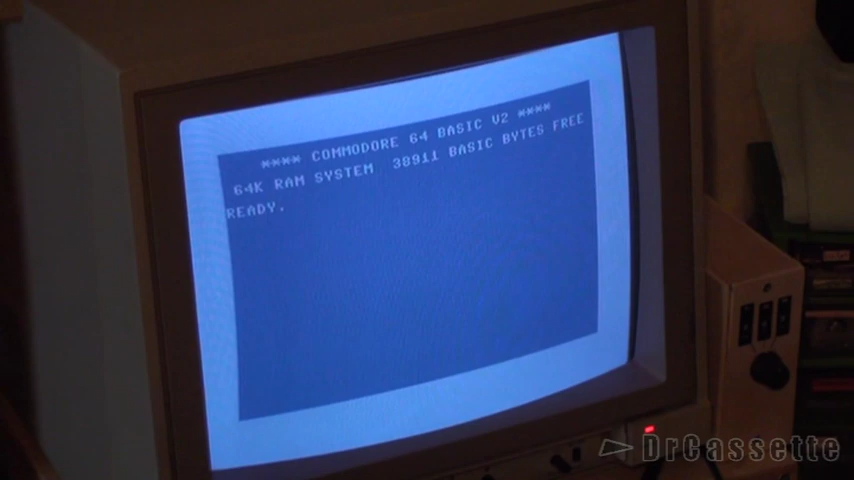 **** COMMODORE 64 BASIC V2 ****
64K RAM SYSTEM 38911 BASIC BYTES FREE
READY.
DrCassette